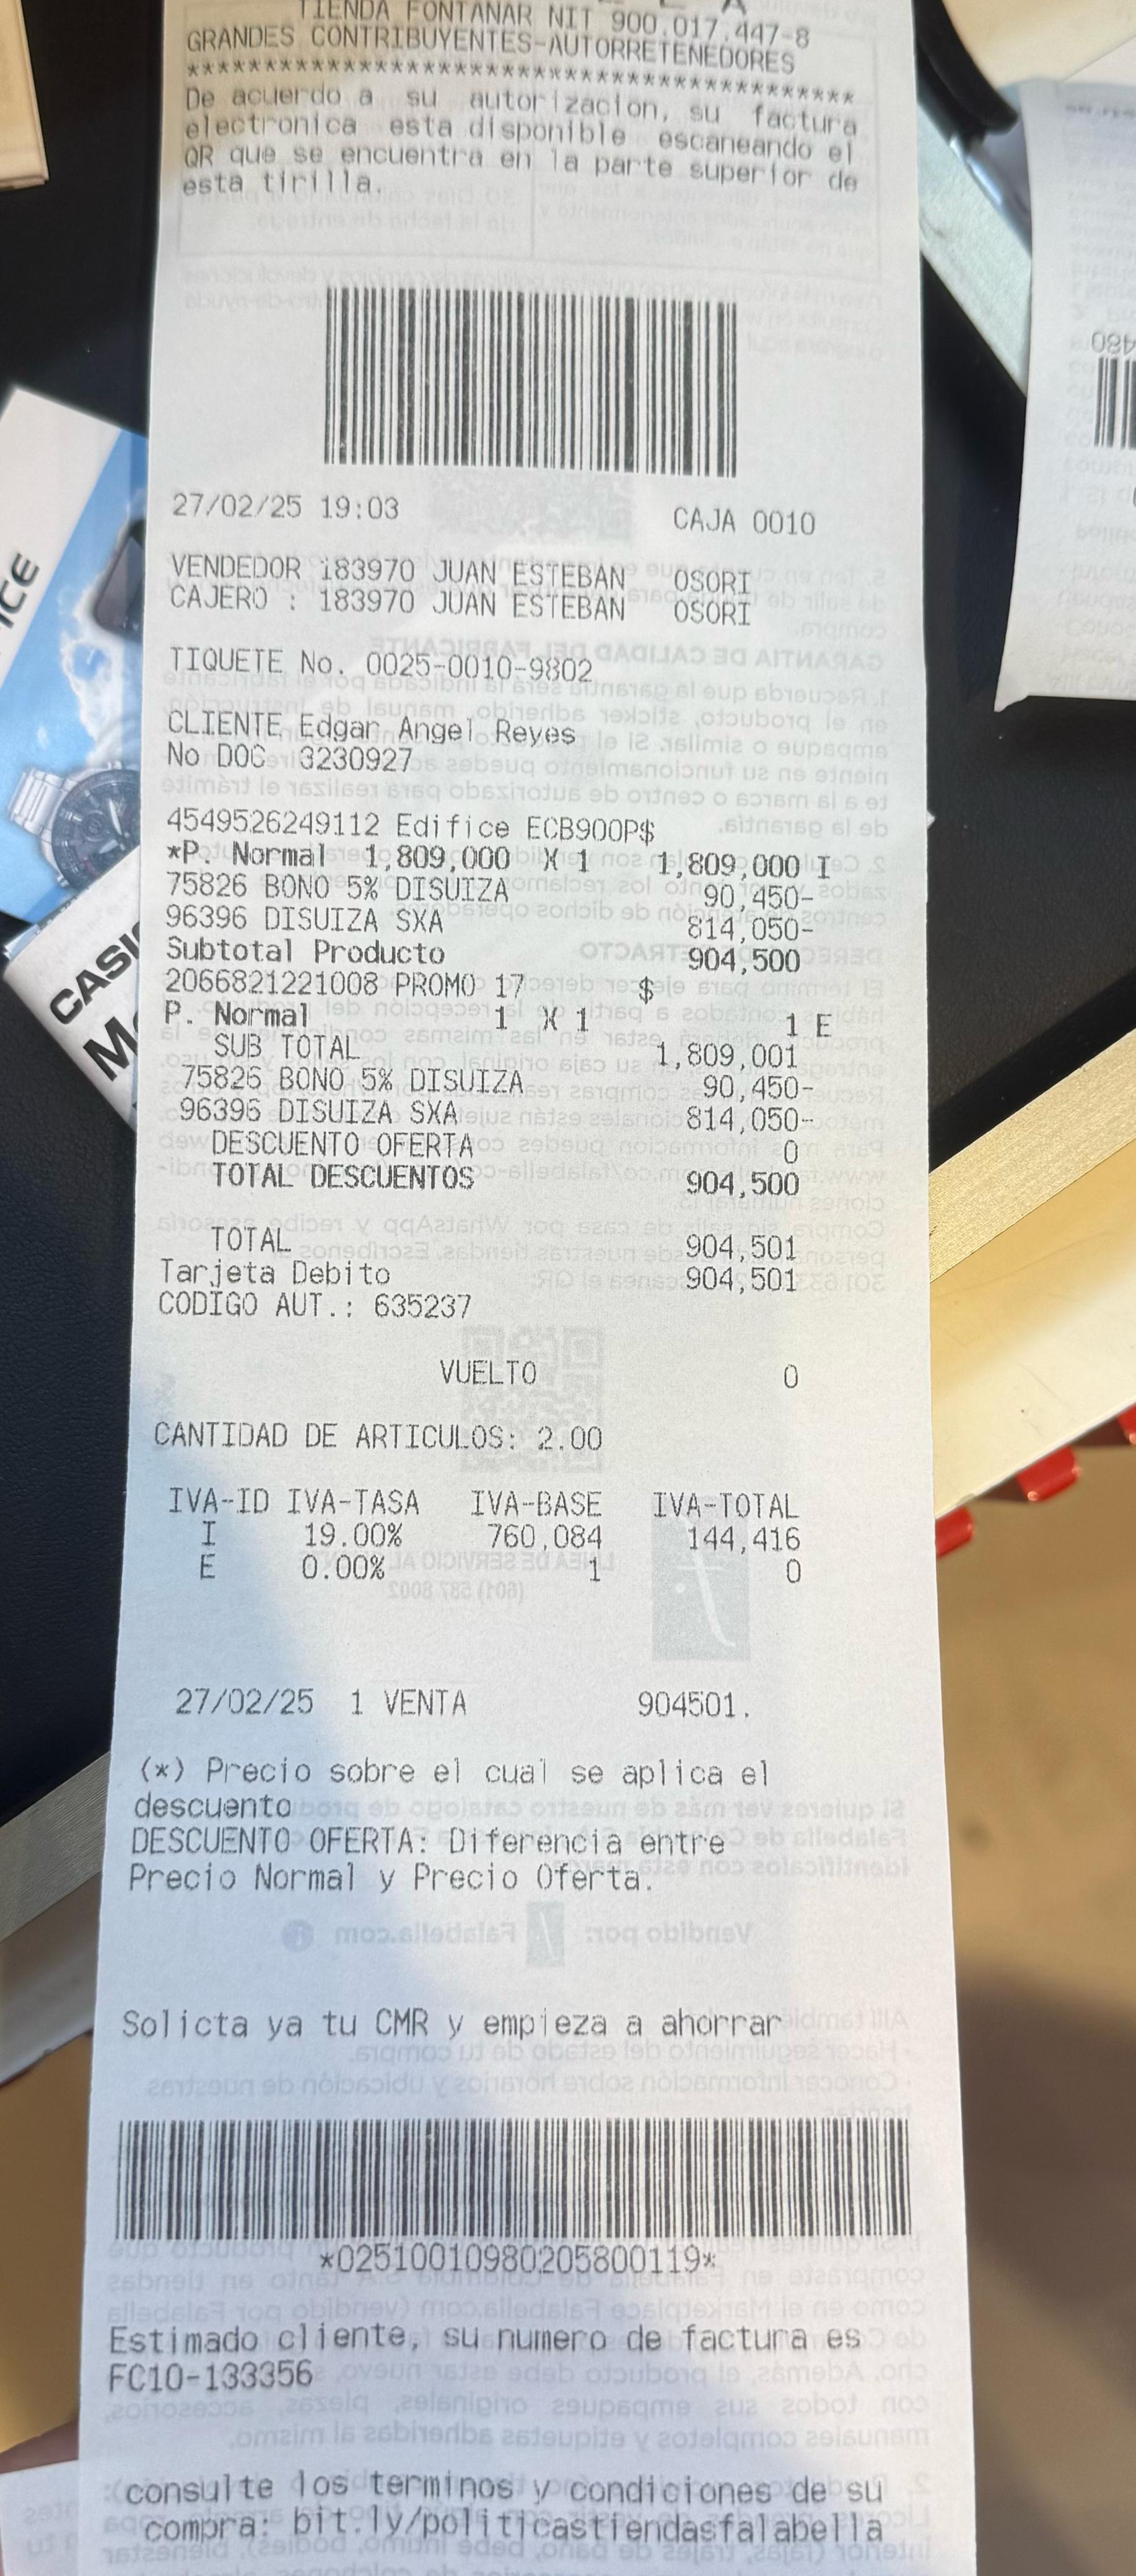 TIENDA FONTANAR NIT 900.017.447-8
GRANDES CONTRIBUYENTES-AUTORRETENEDORES
*******************************************
De acuerdo a su autorizacion, su factura
electronica esta disponible escaneando el
QR que se encuentra en la parte superior de
esta tirilla.
27/02/25 19:03 CAJA 0010
VENDEDOR 183970 JUAN ESTEBAN OSORI
CAJERO : 183970 JUAN ESTEBAN OSORI
TIQUETE No. 0025-0010-9802
CLIENTE Edgar Angel Reyes
No DOC 3230927
4549526249112 Edifice ECB900P$
*P. Normal 1,809,000 X 1 1,809,000 I
75826 BONO 5% DISUIZA 90,450-
96396 DISUIZA SXA 814,050-
Subtotal Producto 904,500
2066821221008 PROMO 17 $
P. Normal 1 X 1 1 E
SUB TOTAL 1,809,001
75826 BONO 5% DISUIZA 90,450-
96396 DISUIZA SXA 814,050-
DESCUENTO OFERTA 0
TOTAL DESCUENTOS 904,500
TOTAL 904,501
Tarjeta Debito 904,501
CODIGO AUT.: 635237
VUELTO 0
CANTIDAD DE ARTICULOS: 2.00
IVA-ID IVA-TASA IVA-BASE IVA-TOTAL
I 19.00% 760,084 144,416
E 0.00% 1 0
27/02/25 1 VENTA 904501.
(*) Precio sobre el cual se aplica el
descuento
DESCUENTO OFERTA: Diferencia entre
Precio Normal y Precio Oferta.
Solicta ya tu CMR y empieza a ahorrar
*02510010980205800119*
Estimado cliente, su numero de factura es
FC10-133356
consulte los terminos y condiciones de su
compra: bit.ly/politicastiendasfalabella